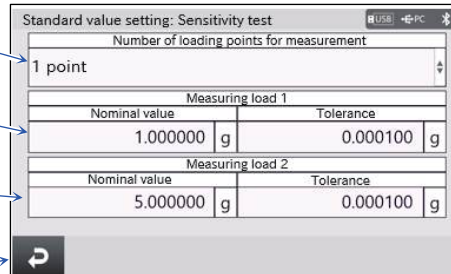 Standard value setting: Sensitivity test USB PC
Number of loading points for measurement
1 point
Measuring load 1
Nominal value Tolerance
1.000000 g 0.000100 g
Measuring load 2
Nominal value Tolerance
5.000000 g 0.000100 g